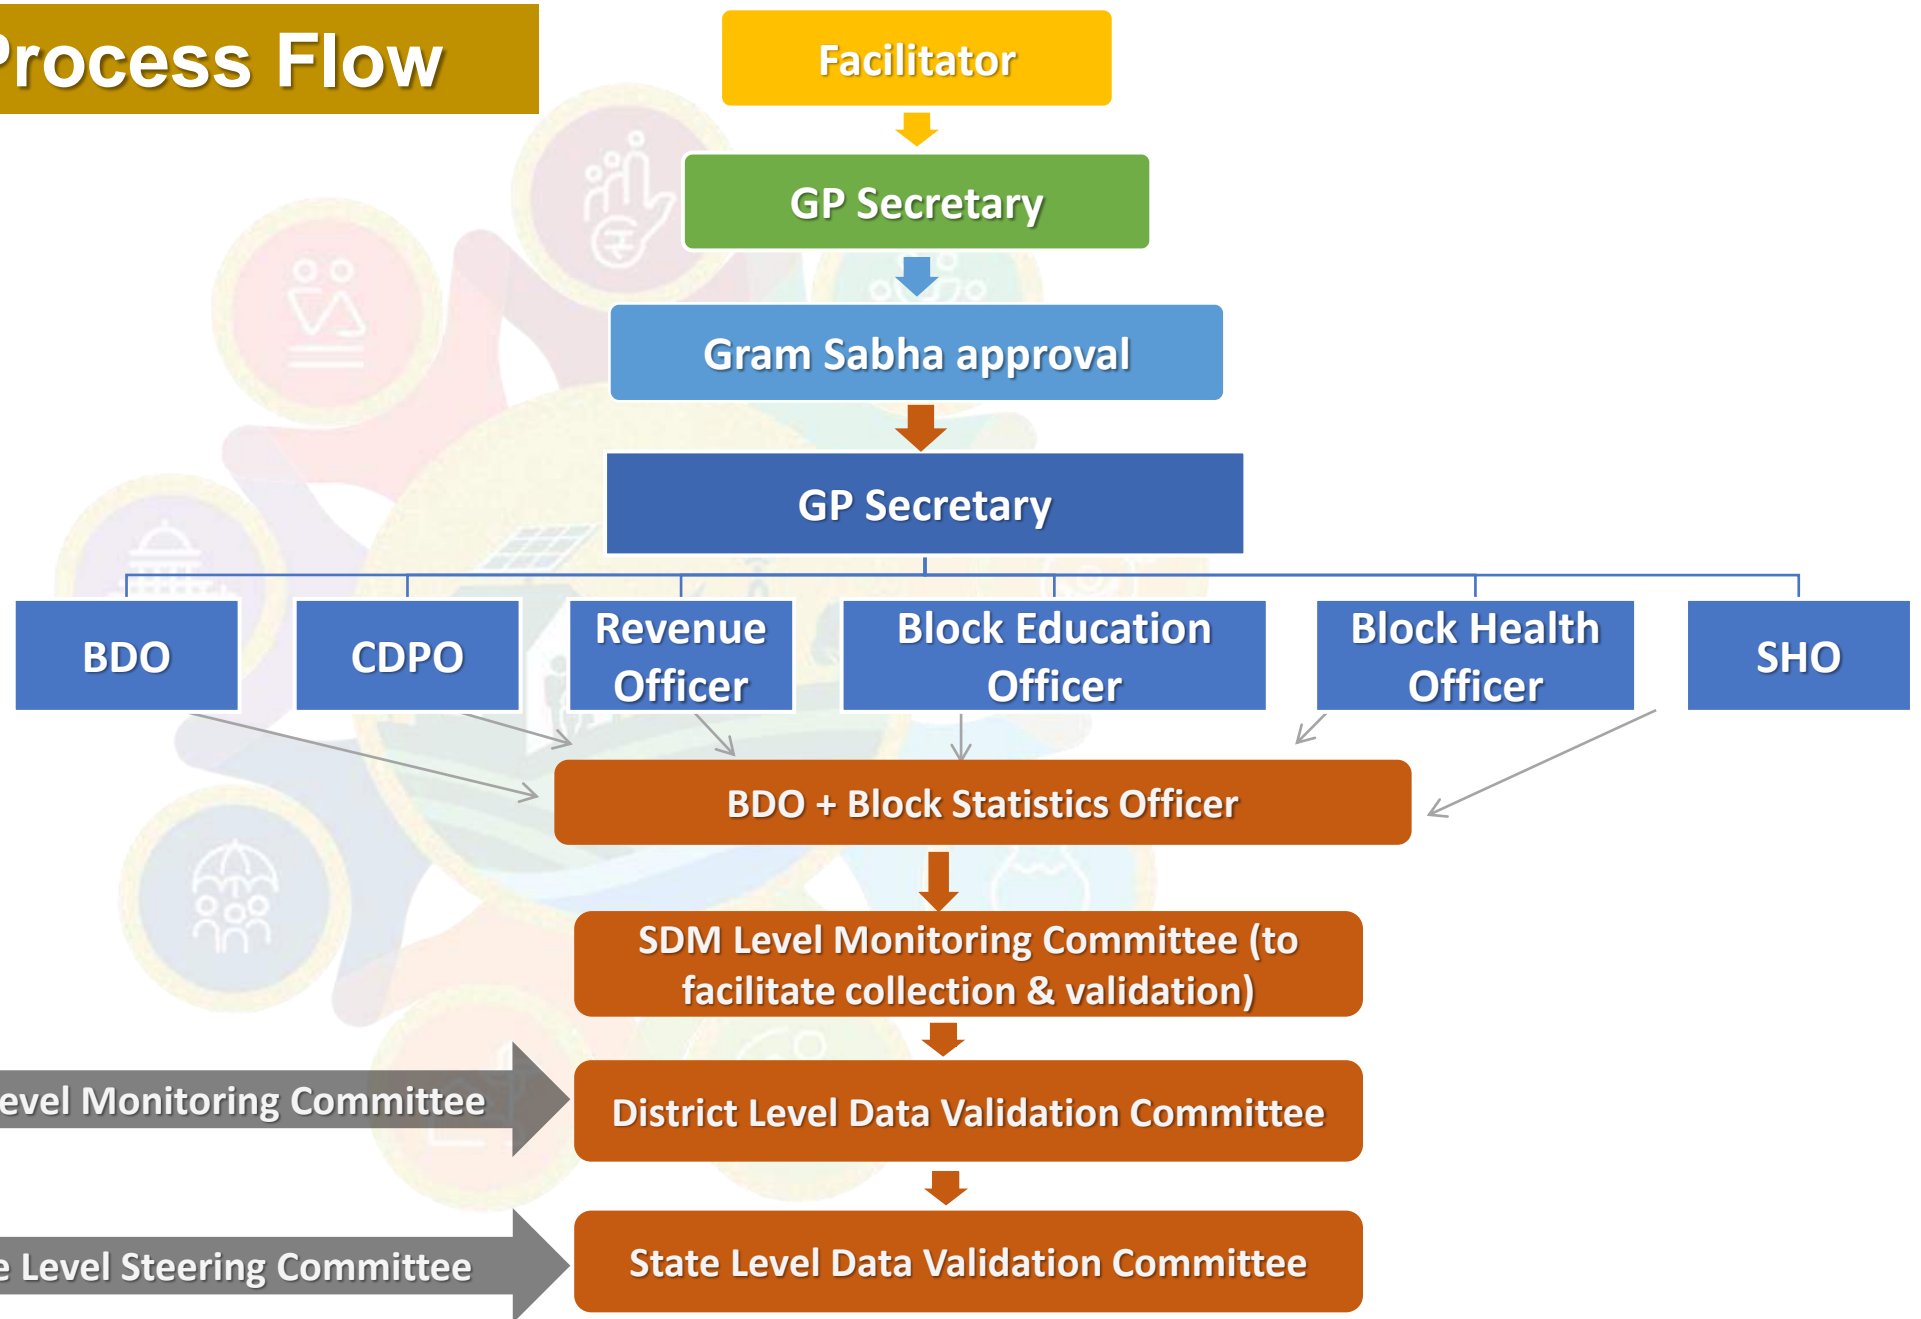 Process Flow
Facilitator
GP Secretary
Gram Sabha approval
GP Secretary
BDO
CDPO
Revenue
Officer
Block Education
Officer
Block Health
Officer
SHO
BDO + Block Statistics Officer
SDM Level Monitoring Committee (to
facilitate collection & validation)
Level Monitoring Committee
District Level Data Validation Committee
Level Steering Committee
State Level Data Validation Committee